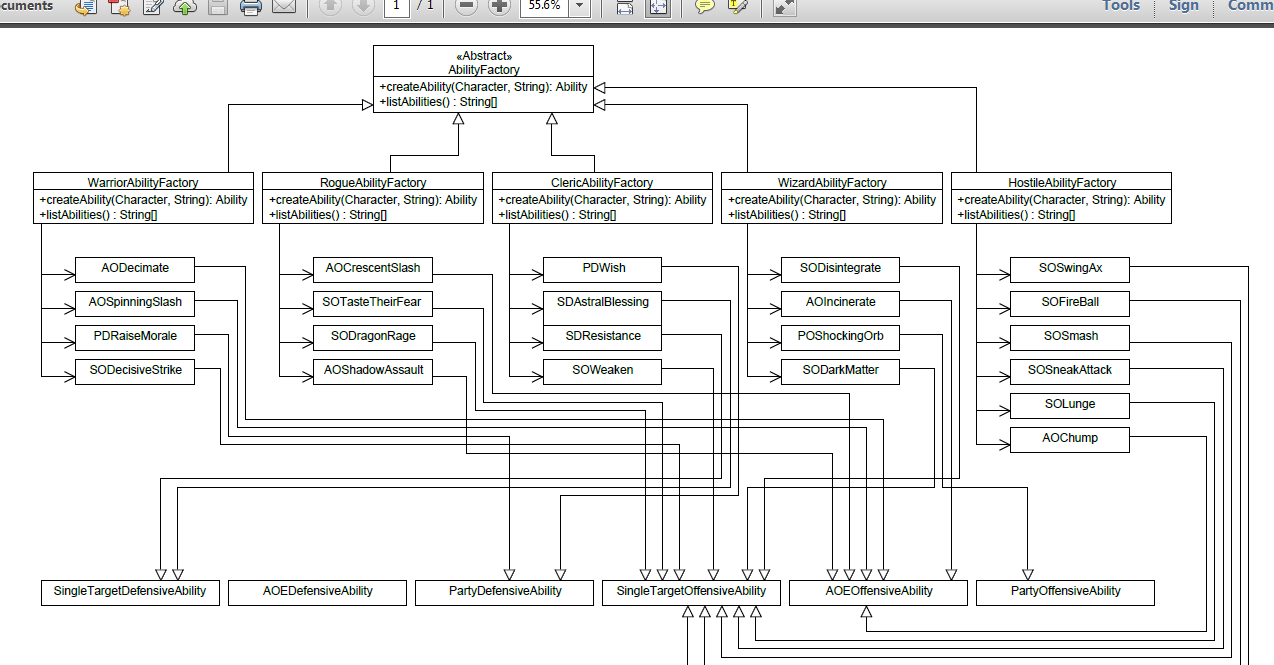 cuments
1 / 1
55.6%
Tools
Sign
Comm
«Abstract»
AbilityFactory
+createAbility(Character, String): Ability
+listAbilities() : String[]
WarriorAbilityFactory
+createAbility(Character, String): Ability
+listAbilities() : String[]
RogueAbilityFactory
+createAbility(Character, String): Ability
+listAbilities() : String[]
ClericAbilityFactory
+createAbility(Character, String): Ability
+listAbilities() : String[]
WizardAbilityFactory
+createAbility(Character, String): Ability
+listAbilities() : String[]
HostileAbilityFactory
+createAbility(Character, String): Ability
+listAbilities() : String[]
AODecimate
AOSpinningSlash
PDRaiseMorale
SODecisiveStrike
AOCrescentSlash
SOTasteTheirFear
SODragonRage
AOShadowAssault
PDWish
SDAstralBlessing
SDResistance
SOWeaken
SODisintegrate
AOIncinerate
POShockingOrb
SODarkMatter
SOSwingAx
SOFireBall
SOSmash
SOSneakAttack
SOLunge
AOChump
SingleTargetDefensiveAbility
AOEDefensiveAbility
PartyDefensiveAbility
SingleTargetOffensiveAbility
AOEOffensiveAbility
PartyOffensiveAbility